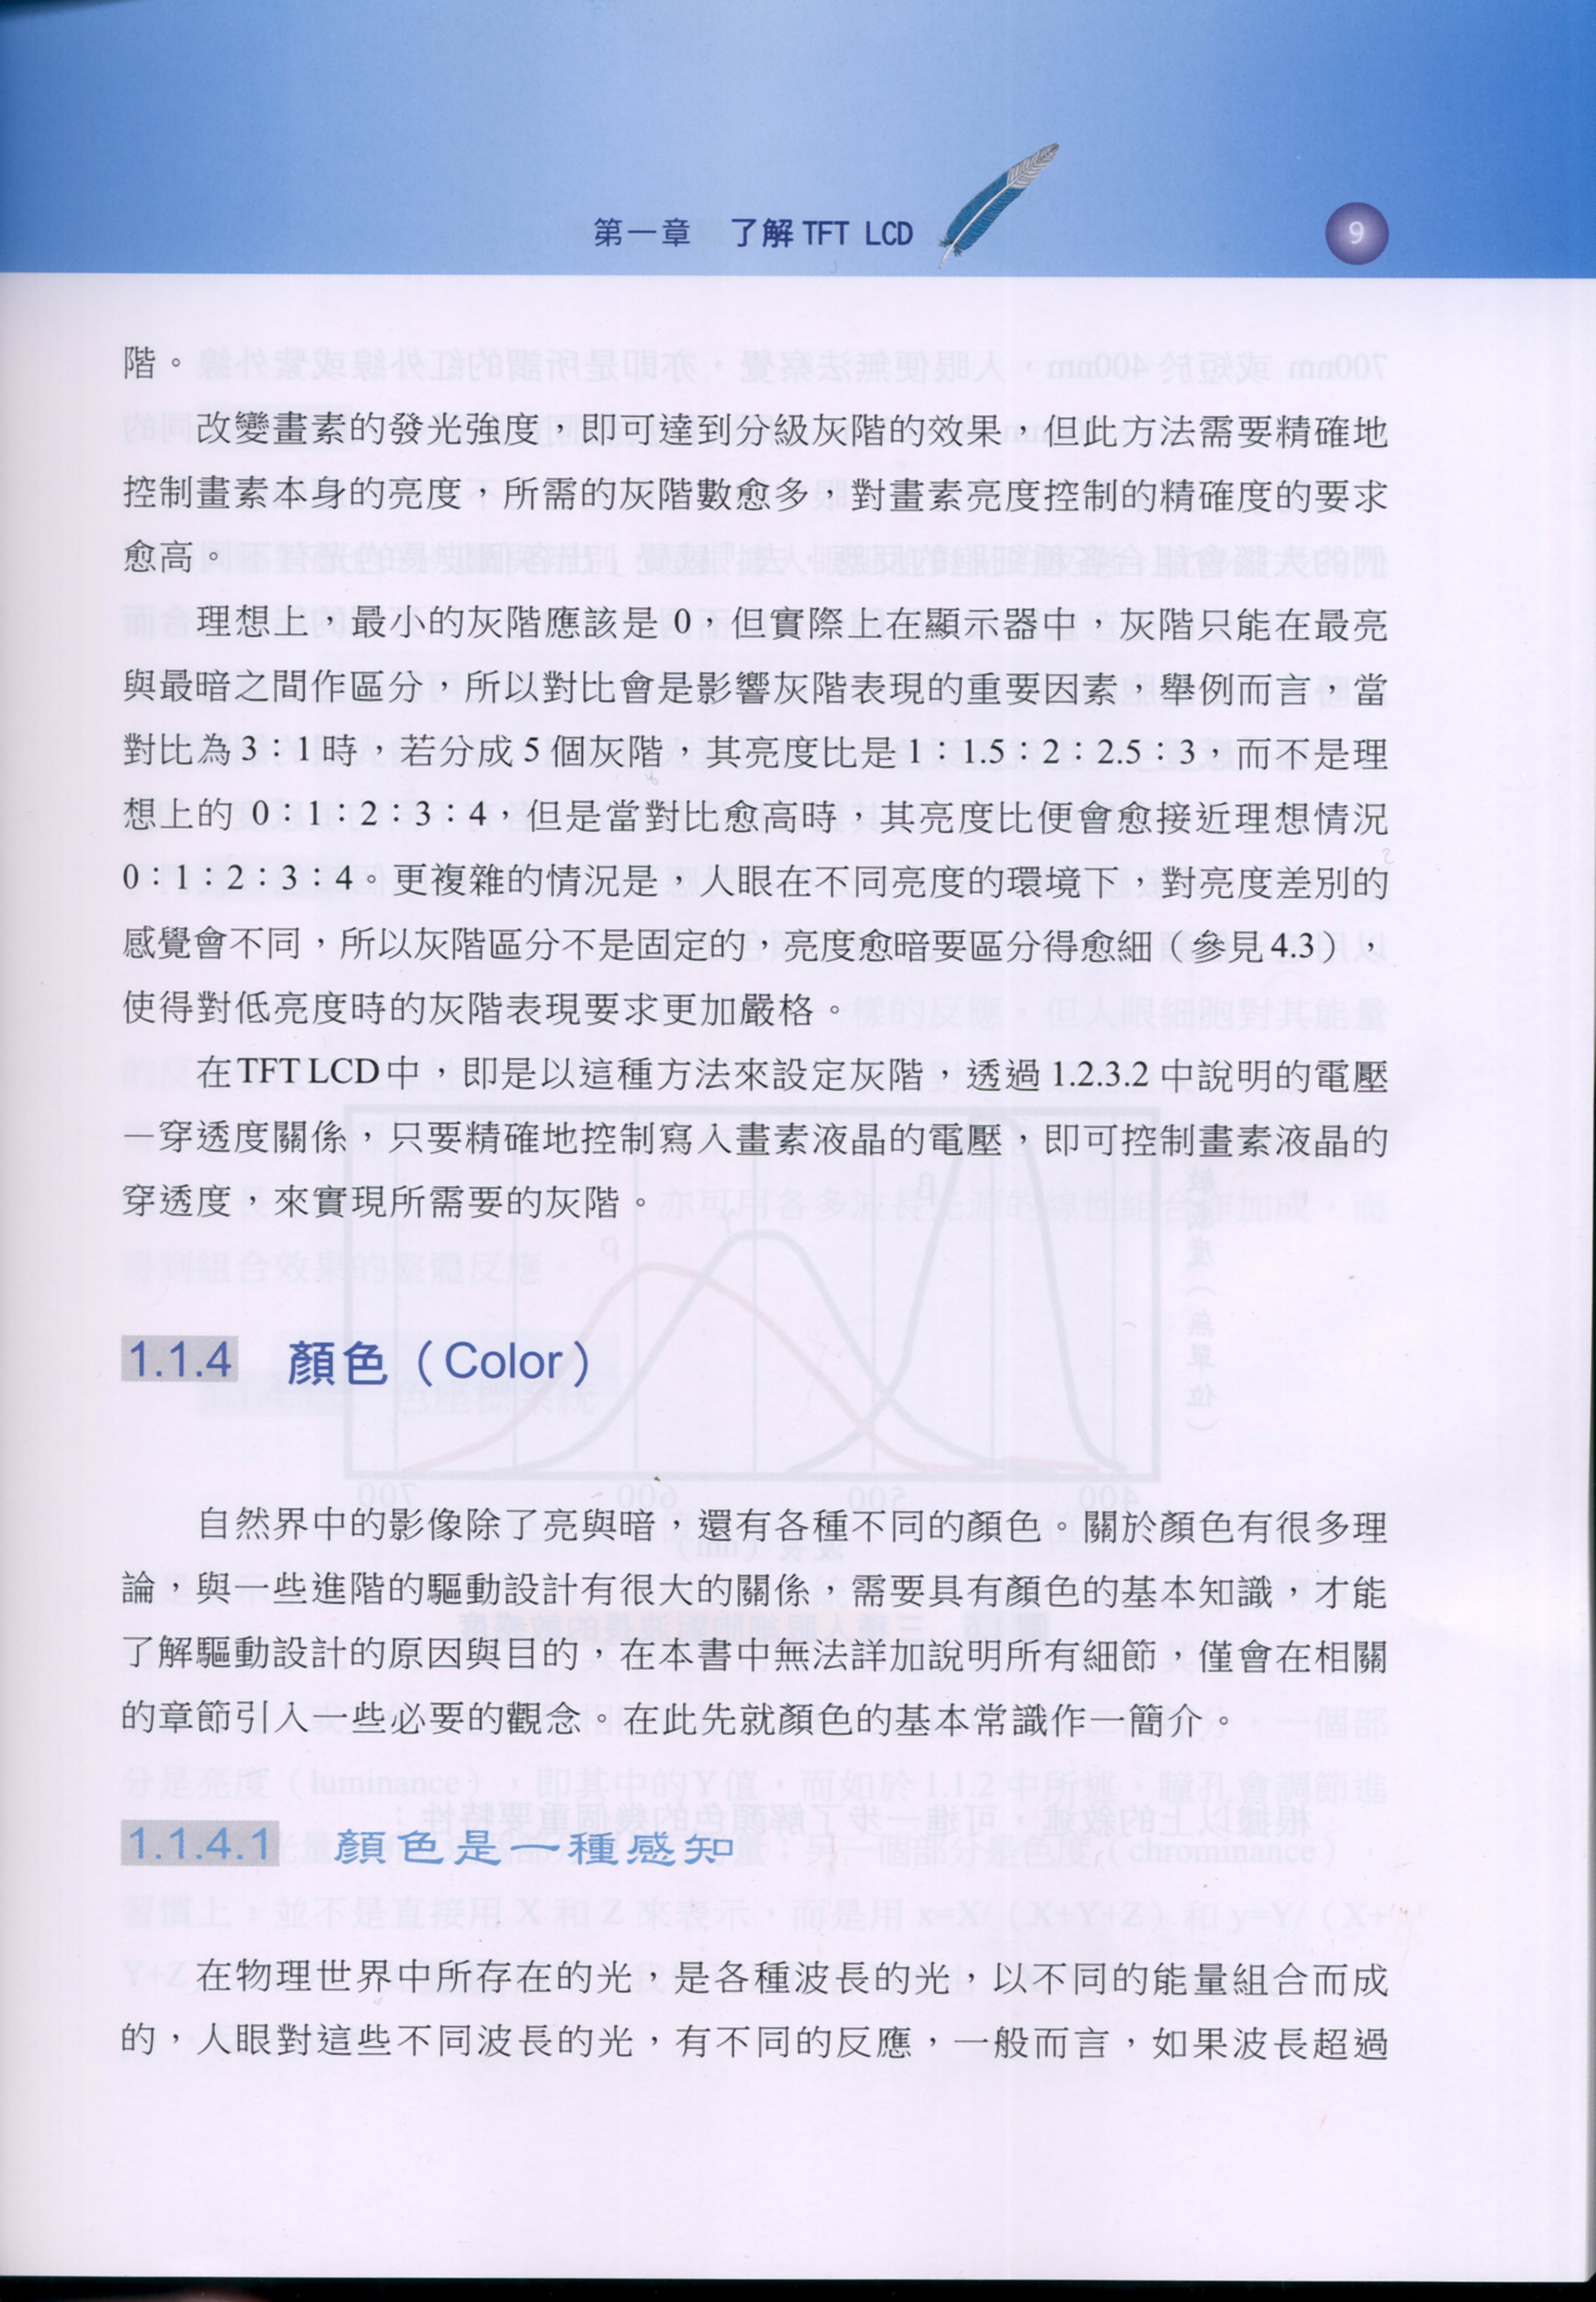 第一章　了解 TFT LCD
9
階。
改變畫素的發光強度，即可達到分級灰階的效果，但此方法需要精確地
控制畫素本身的亮度，所需的灰階數愈多，對畫素亮度控制的精確度的要求
愈高。
理想上，最小的灰階應該是 0，但實際上在顯示器中，灰階只能在最亮
與最暗之間作區分，所以對比會是影響灰階表現的重要因素，舉例而言，當
對比為 3：1時，若分成 5 個灰階，其亮度比是 1：1.5：2：2.5：3，而不是理
想上的 0：1：2：3：4，但是當對比愈高時，其亮度比便會愈接近理想情況
0：1：2：3：4。更複雜的情況是，人眼在不同亮度的環境下，對亮度差別的
感覺會不同，所以灰階區分不是固定的，亮度愈暗要區分得愈細（參見 4.3），
使得對低亮度時的灰階表現要求更加嚴格。
在 TFT LCD 中，即是以這種方法來設定灰階，透過 1.2.3.2 中說明的電壓
－穿透度關係，只要精確地控制寫入畫素液晶的電壓，即可控制畫素液晶的
穿透度，來實現所需要的灰階。
1.1.4　顏色（Color）
自然界中的影像除了亮與暗，還有各種不同的顏色。關於顏色有很多理
論，與一些進階的驅動設計有很大的關係，需要具有顏色的基本知識，才能
了解驅動設計的原因與目的，在本書中無法詳加說明所有細節，僅會在相關
的章節引入一些必要的觀念。在此先就顏色的基本常識作一簡介。
1.1.4.1　顏色是一種感知
在物理世界中所存在的光，是各種波長的光，以不同的能量組合而成
的，人眼對這些不同波長的光，有不同的反應，一般而言，如果波長超過